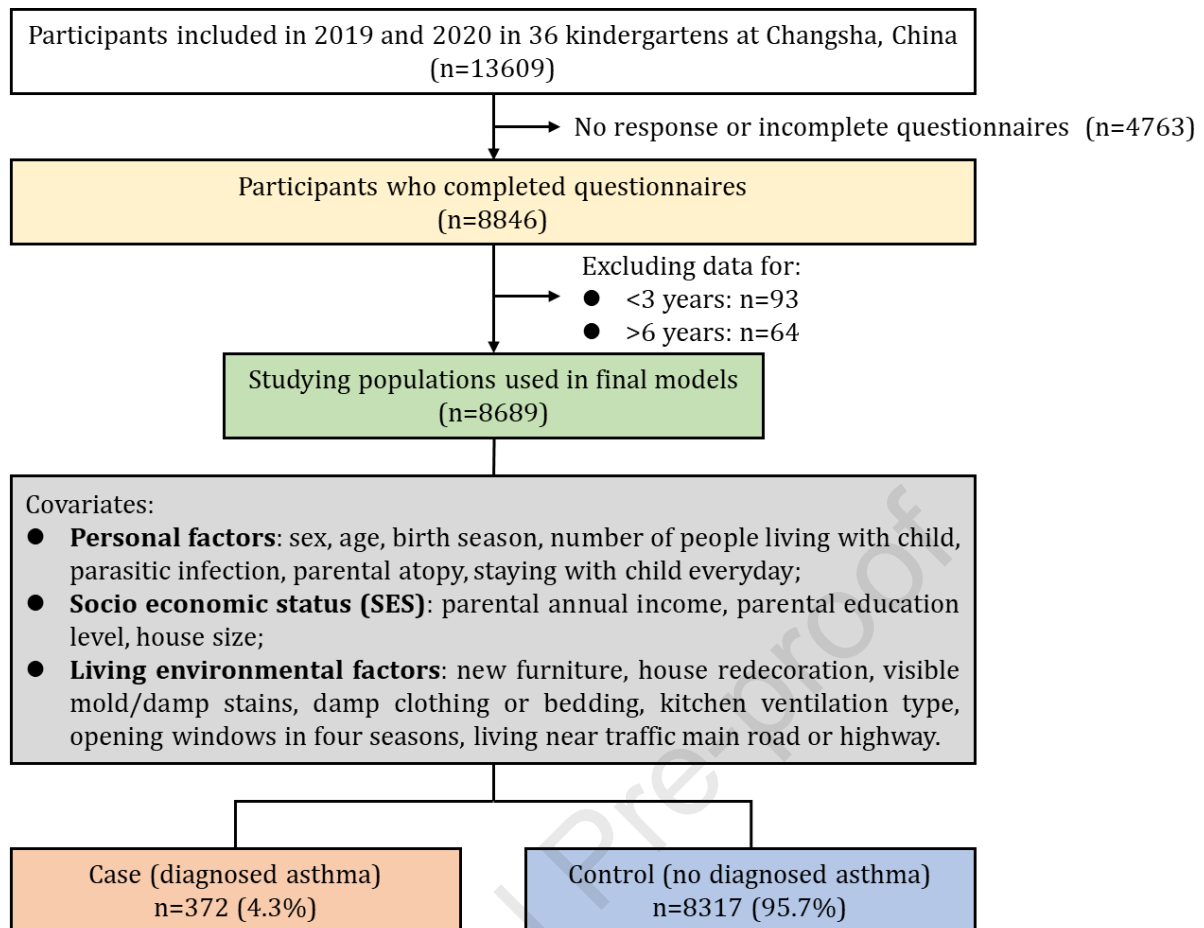 Participants included in 2019 and 2020 in 36 kindergartens at Changsha, China
(n=13609)
No response or incomplete questionnaires (n=4763)
Participants who completed questionnaires
(n=8846)
Excluding data for:
● <3 years: n=93
● >6 years: n=64
Studying populations used in final models
(n=8689)
Covariates:
● Personal factors: sex, age, birth season, number of people living with child,
parasitic infection, parental atopy, staying with child everyday;
● Socio economic status (SES): parental annual income, parental education
level, house size;
● Living environmental factors: new furniture, house redecoration, visible
mold/damp stains, damp clothing or bedding, kitchen ventilation type,
opening windows in four seasons, living near traffic main road or highway.
Case (diagnosed asthma)
n=372 (4.3%)
Control (no diagnosed asthma)
n=8317 (95.7%)
Pre-proof